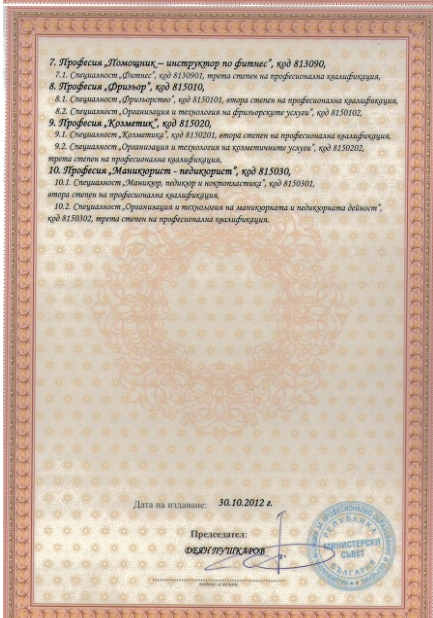 7. Професия „Помощник – инструктор по фитнес", код 813090,
7.1. Специалност „Фитнес", код 8130901, трета степен на професионална квалификация,
8. Професия „Фризьор", код 815010,
8.1. Специалност „Фризьорство", код 8150101, втора степен на професионална квалификация,
8.2. Специалност „Организация и технология на фризьорските услуги", код 8150102,
9. Професия „Козметик", код 815020,
9.1. Специалност „Козметика", код 8150201, втора степен на професионална квалификация,
9.2. Специалност „Организация и технология на козметичните услуги", код 8150202,
трета степен на професионална квалификация,
10. Професия „Маникюрист - педикюрист", код 815030,
10.1. Специалност „Маникюр, педикюр и ноктопластика", код 8150301,
втора степен на професионална квалификация,
10.2. Специалност „Организация и технология на маникюрната и педикюрната дейност",
код 8150302, трета степен на професионална квалификация.
Дата на издаване: 30.10.2012 г.
Председател:
ДЕЯН ПУШКАРОВ
РЕПУБЛИКА
МИНИСТЕРСКИ
СЪВЕТ
БЪЛГАРИЯ